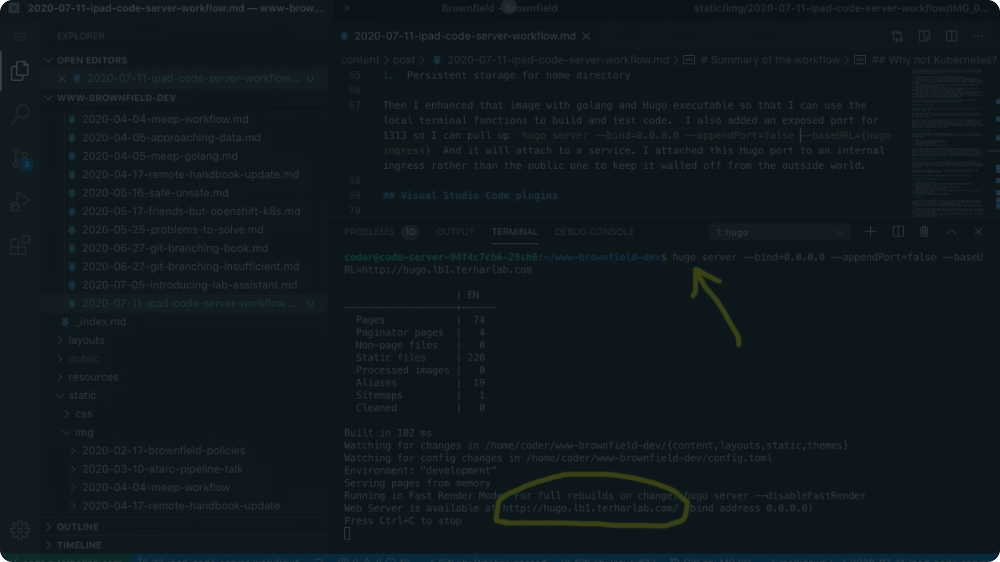 2020-07-11-ipad-code-server-workflow.md — www-brow...
Brownfield - Brownfield
static/img/2020-07-11-ipad-code-server-workflow/IMG_0...
EXPLORER
OPEN EDITORS
2020-07-11-ipad-code-server-workflow.... U
WWW-BROWNFIELD-DEV
2020-04-04-meep-workflow.md
2020-04-05-approaching-data.md
2020-04-05-meep-golang.md
3
2020-04-17-remote-handbook-update.md
2020-05-16-safe-unsafe.md
2020-05-17-friends-but-openshift-k8s.md
2020-05-25-problems-to-solve.md
2020-06-27-git-branching-book.md
2020-06-27-git-branching-insufficient.md
2020-07-05-introducing-lab-assistant.md
2020-07-11-ipad-code-server-workflow.... U
_index.md
layouts
public
resources
static
css
img
2020-02-17-brownfield-policies
2020-03-10-atarc-pipeline-talk
2020-04-04-meep-workflow
2020-04-17-remote-handbook-update
OUTLINE
TIMELINE
2020-07-11-ipad-code-server-workflow.md
content > post > 2020-07-11-ipad-code-server-workflow.md > # Summary of the workflow > ## Why not Kubernetes?
65 1. Persistent storage for home directory
66
67 Then I enhanced that image with golang and Hugo executable so that I can use the
local terminal functions to build and test code. I also added an exposed port for
1313 so I can pull up `hugo server --bind=0.0.0.0 --appendPort=false --baseURL={hugo
ingress}` And it will attach to a service. I attached this Hugo port to an internal
ingress rather than the public one to keep it walled off from the outside world.
68
69 ## Visual Studio Code plugins
70
PROBLEMS 10 OUTPUT TERMINAL DEBUG CONSOLE 1: hugo
coder@code-server-94f4c7cb6-29sh6:~/www-brownfield-dev$ hugo server --bind=0.0.0.0 --appendPort=false --baseU
RL=http://hugo.lb1.terharlab.com
| EN
-------------------+------
Pages | 74
Paginator pages | 4
Non-page files | 0
Static files | 220
Processed images | 0
Aliases | 19
Sitemaps | 1
Cleaned | 0
Built in 102 ms
Watching for changes in /home/coder/www-brownfield-dev/{content,layouts,static,themes}
Watching for config changes in /home/coder/www-brownfield-dev/config.toml
Environment: "development"
Serving pages from memory
Running in Fast Render Mode. For full rebuilds on change: hugo server --disableFastRender
Web Server is available at http://hugo.lb1.terharlab.com/ (bind address 0.0.0.0)
Press Ctrl+C to stop